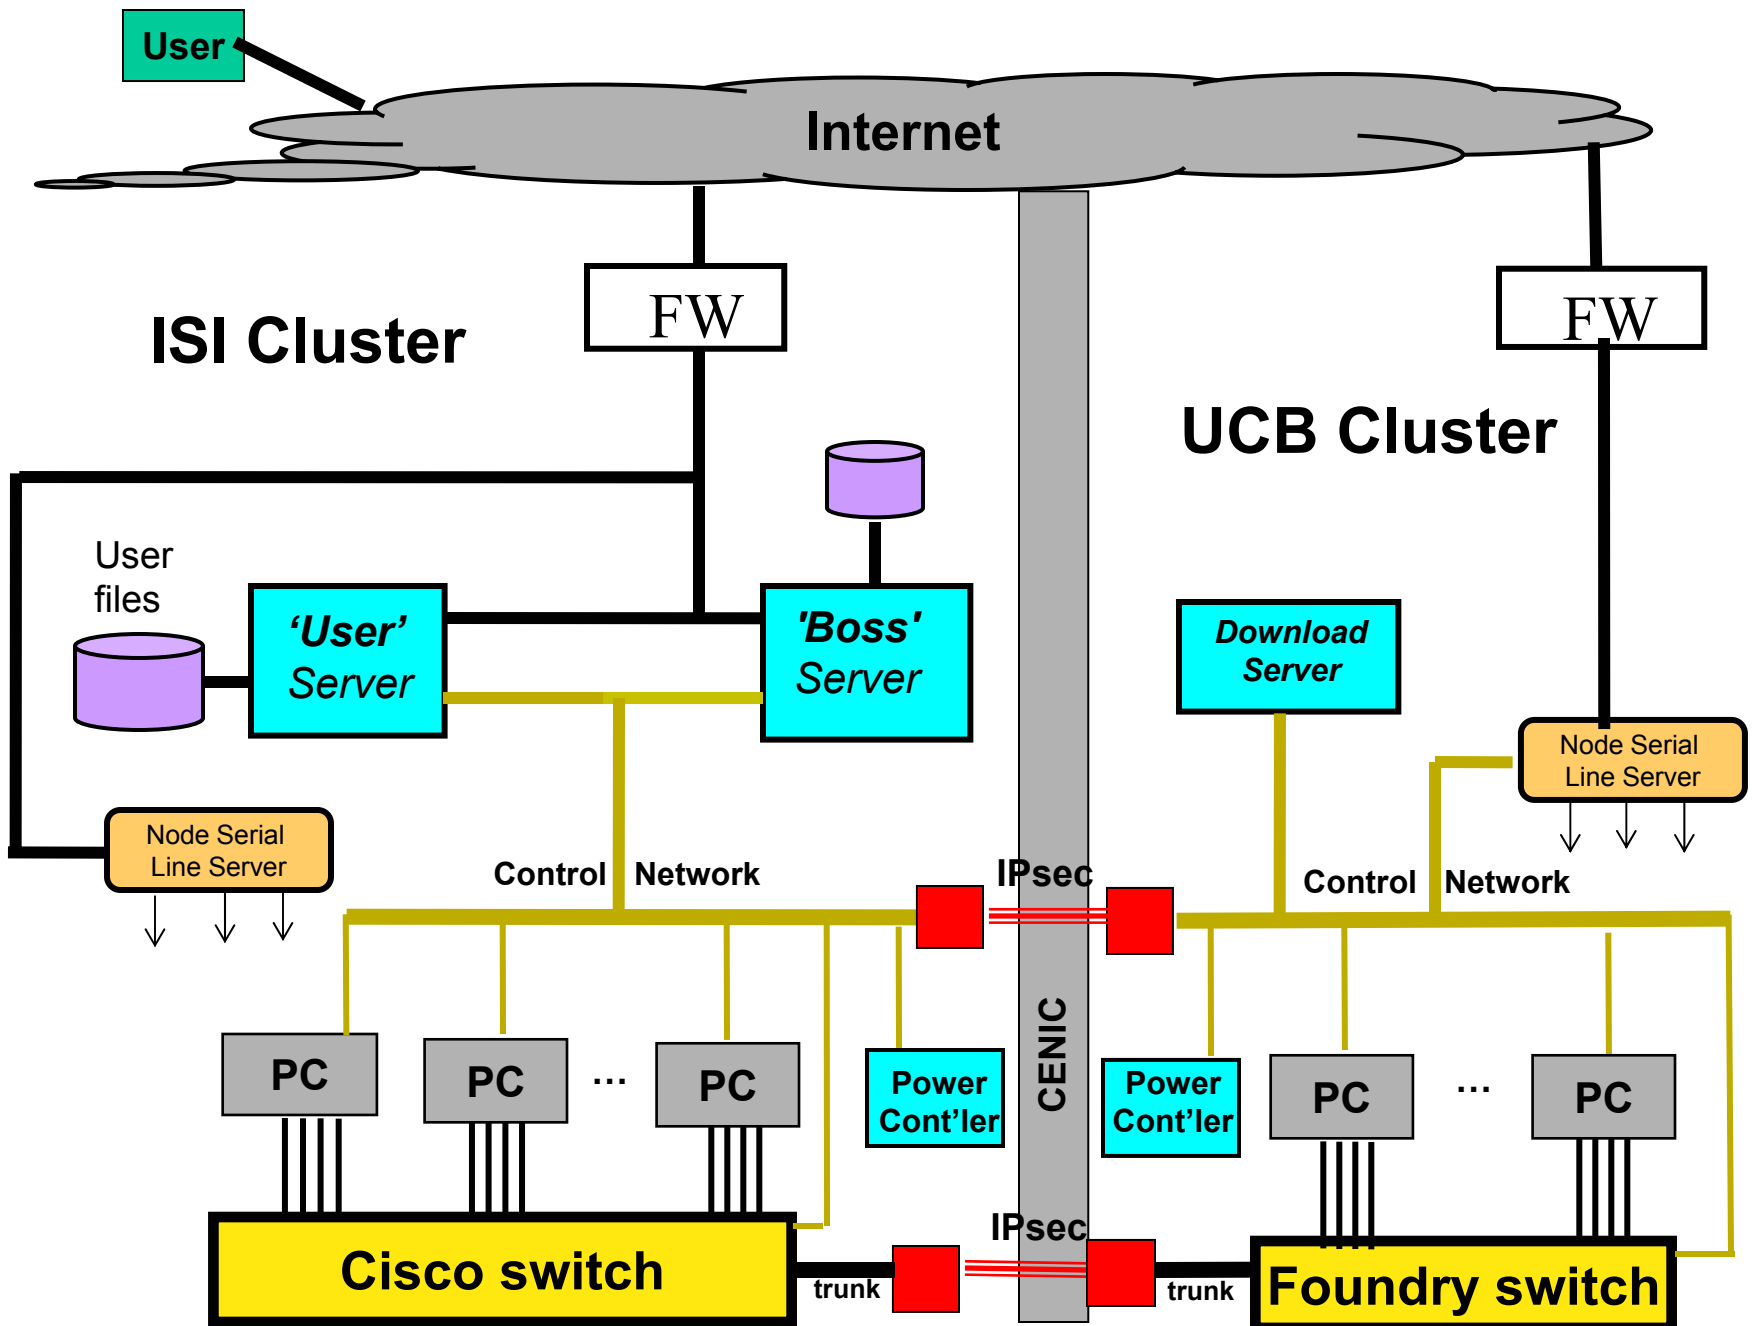 User
Internet
FW
FW
ISI Cluster
UCB Cluster
User
files
‘User’
Server
'Boss'
Server
Download
Server
Node Serial
Line Server
Node Serial
Line Server
Control Network
IPsec
Control Network
CENIC
PC
PC
...
PC
Power
Cont’ler
Power
Cont’ler
PC
...
PC
IPsec
Cisco switch
trunk
trunk
Foundry switch